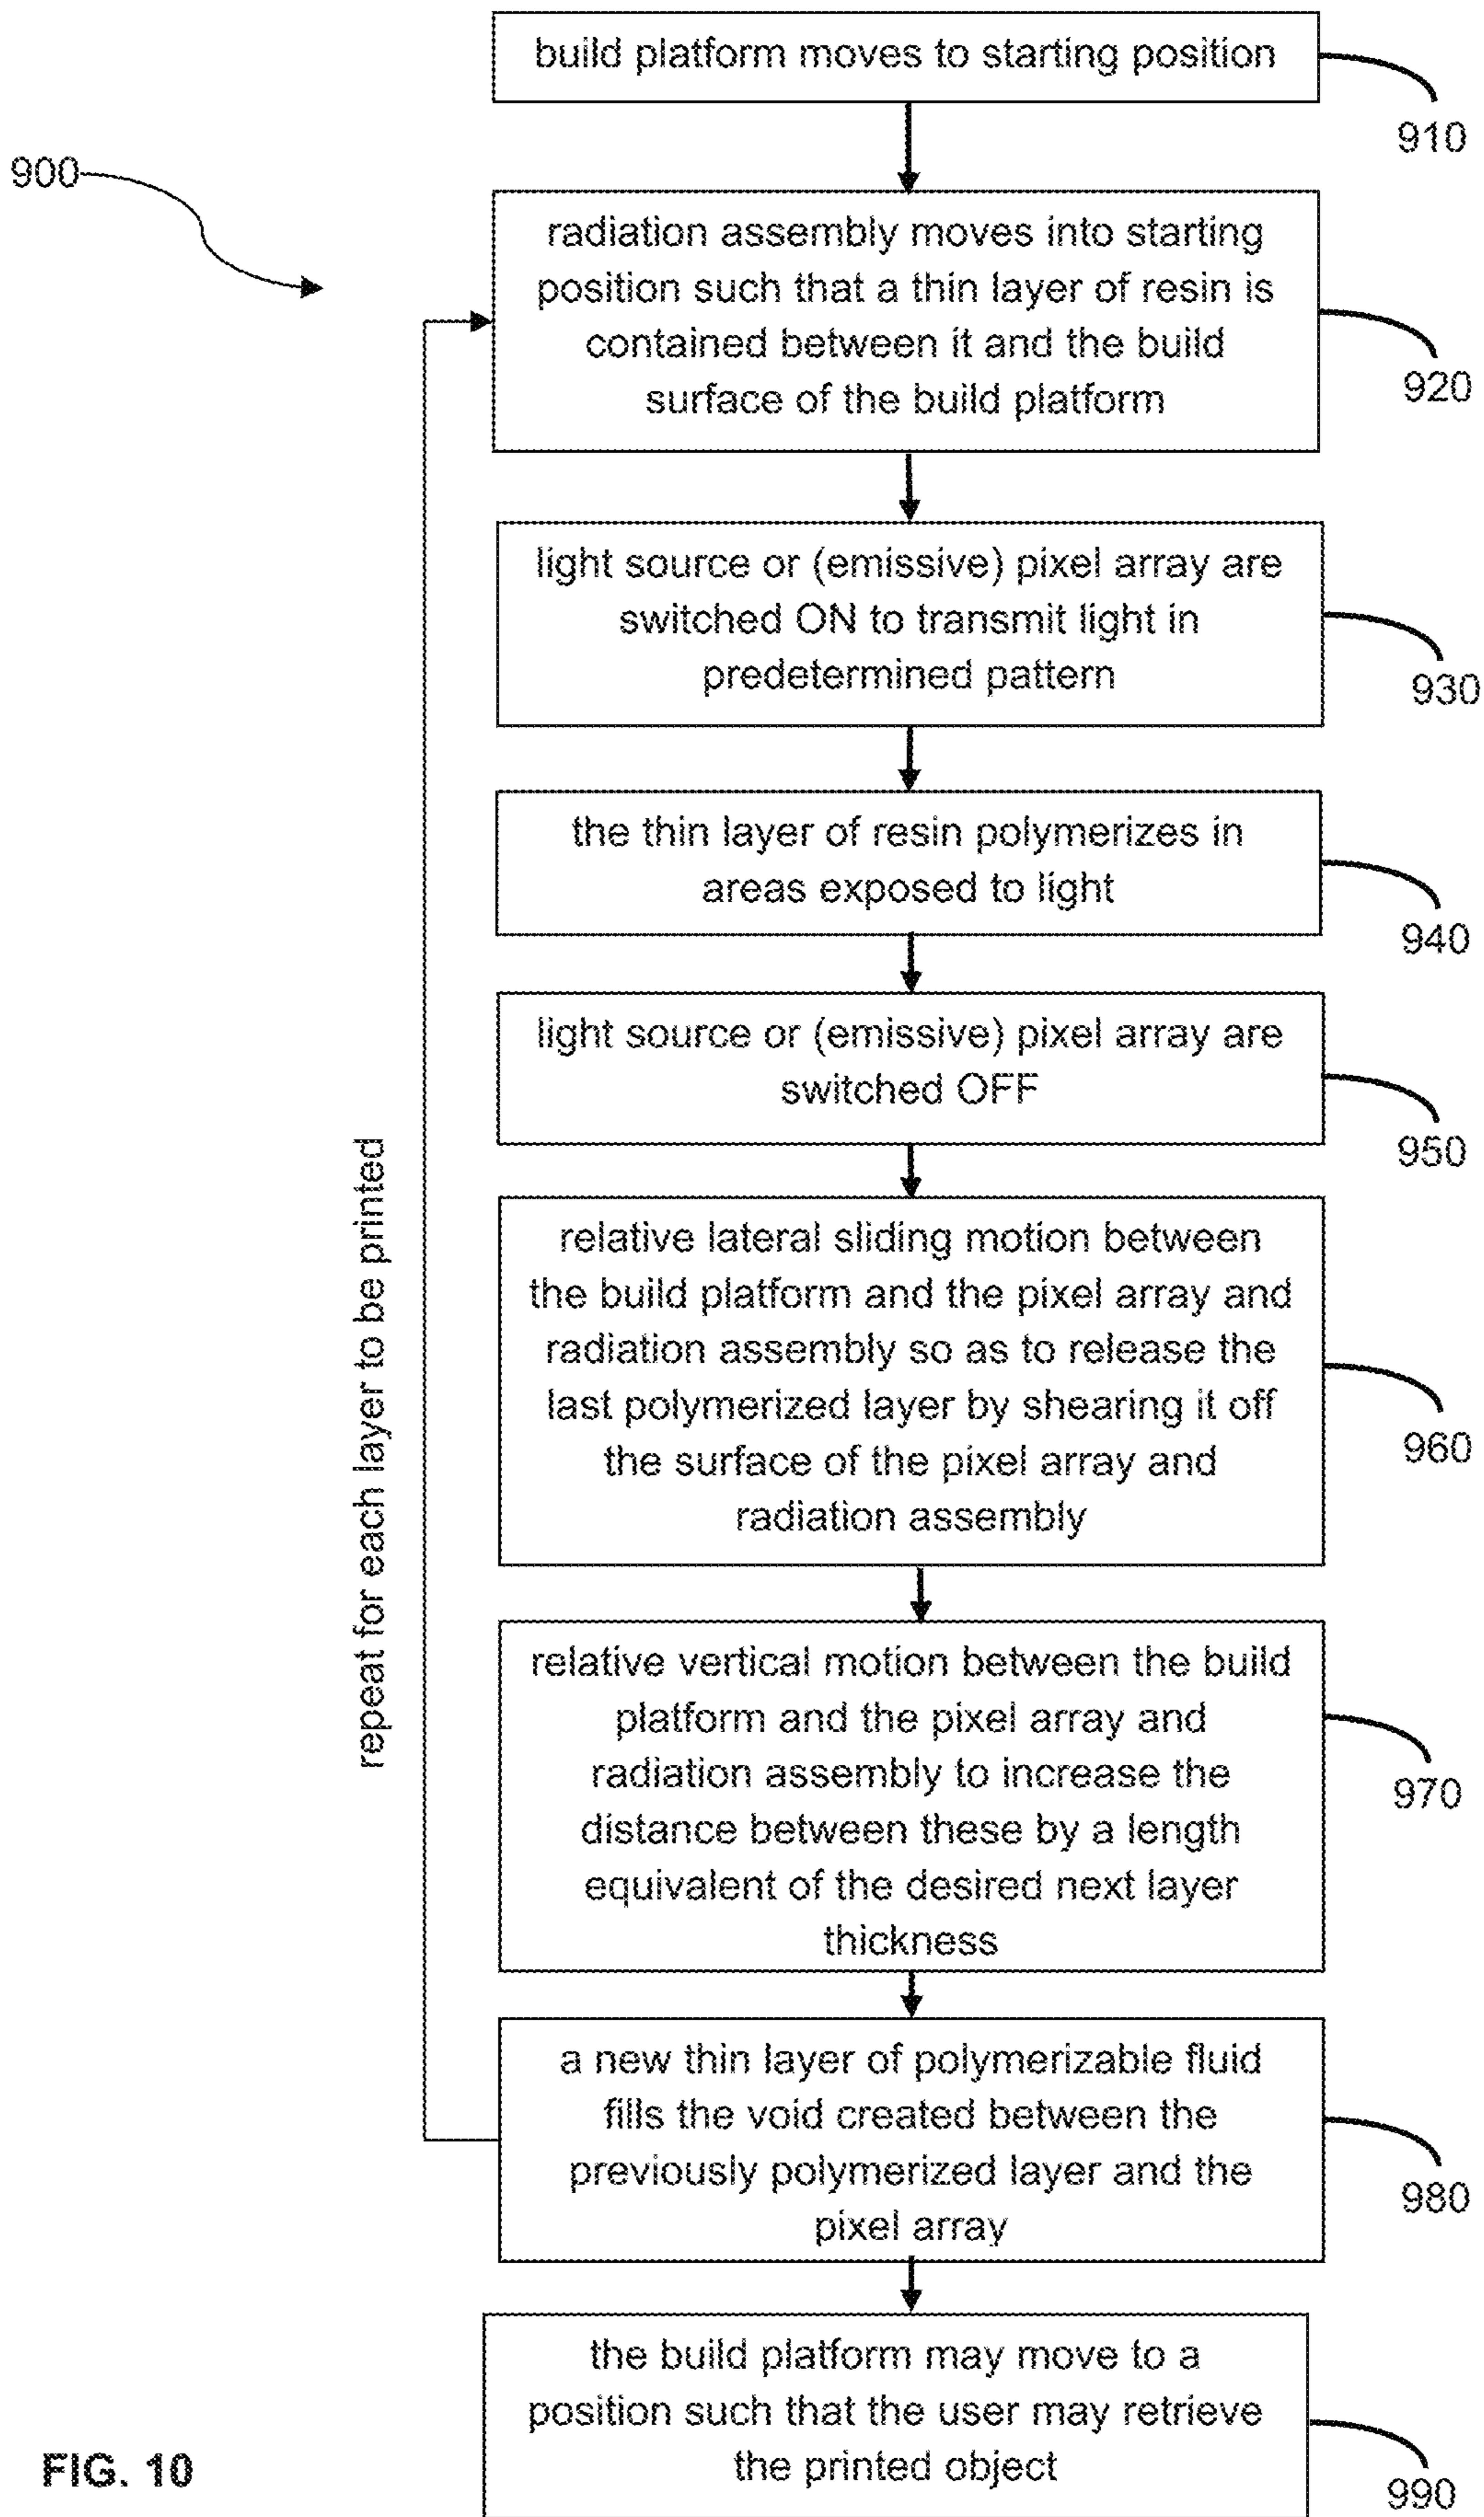 build platform moves to starting position
910
900
radiation assembly moves into starting
position such that a thin layer of resin is
contained between it and the build
surface of the build platform
920
light source or (emissive) pixel array are
switched ON to transmit light in
predetermined pattern
930
the thin layer of resin polymerizes in
areas exposed to light
940
light source or (emissive) pixel array are
switched OFF
950
repeat for each layer to be printed
relative lateral sliding motion between
the build platform and the pixel array and
radiation assembly so as to release the
last polymerized layer by shearing it off
the surface of the pixel array and
radiation assembly
960
relative vertical motion between the build
platform and the pixel array and
radiation assembly to increase the
distance between these by a length
equivalent of the desired next layer
thickness
970
a new thin layer of polymerizable fluid
fills the void created between the
previously polymerized layer and the
pixel array
980
the build platform may move to a
position such that the user may retrieve
the printed object
990
FIG. 10